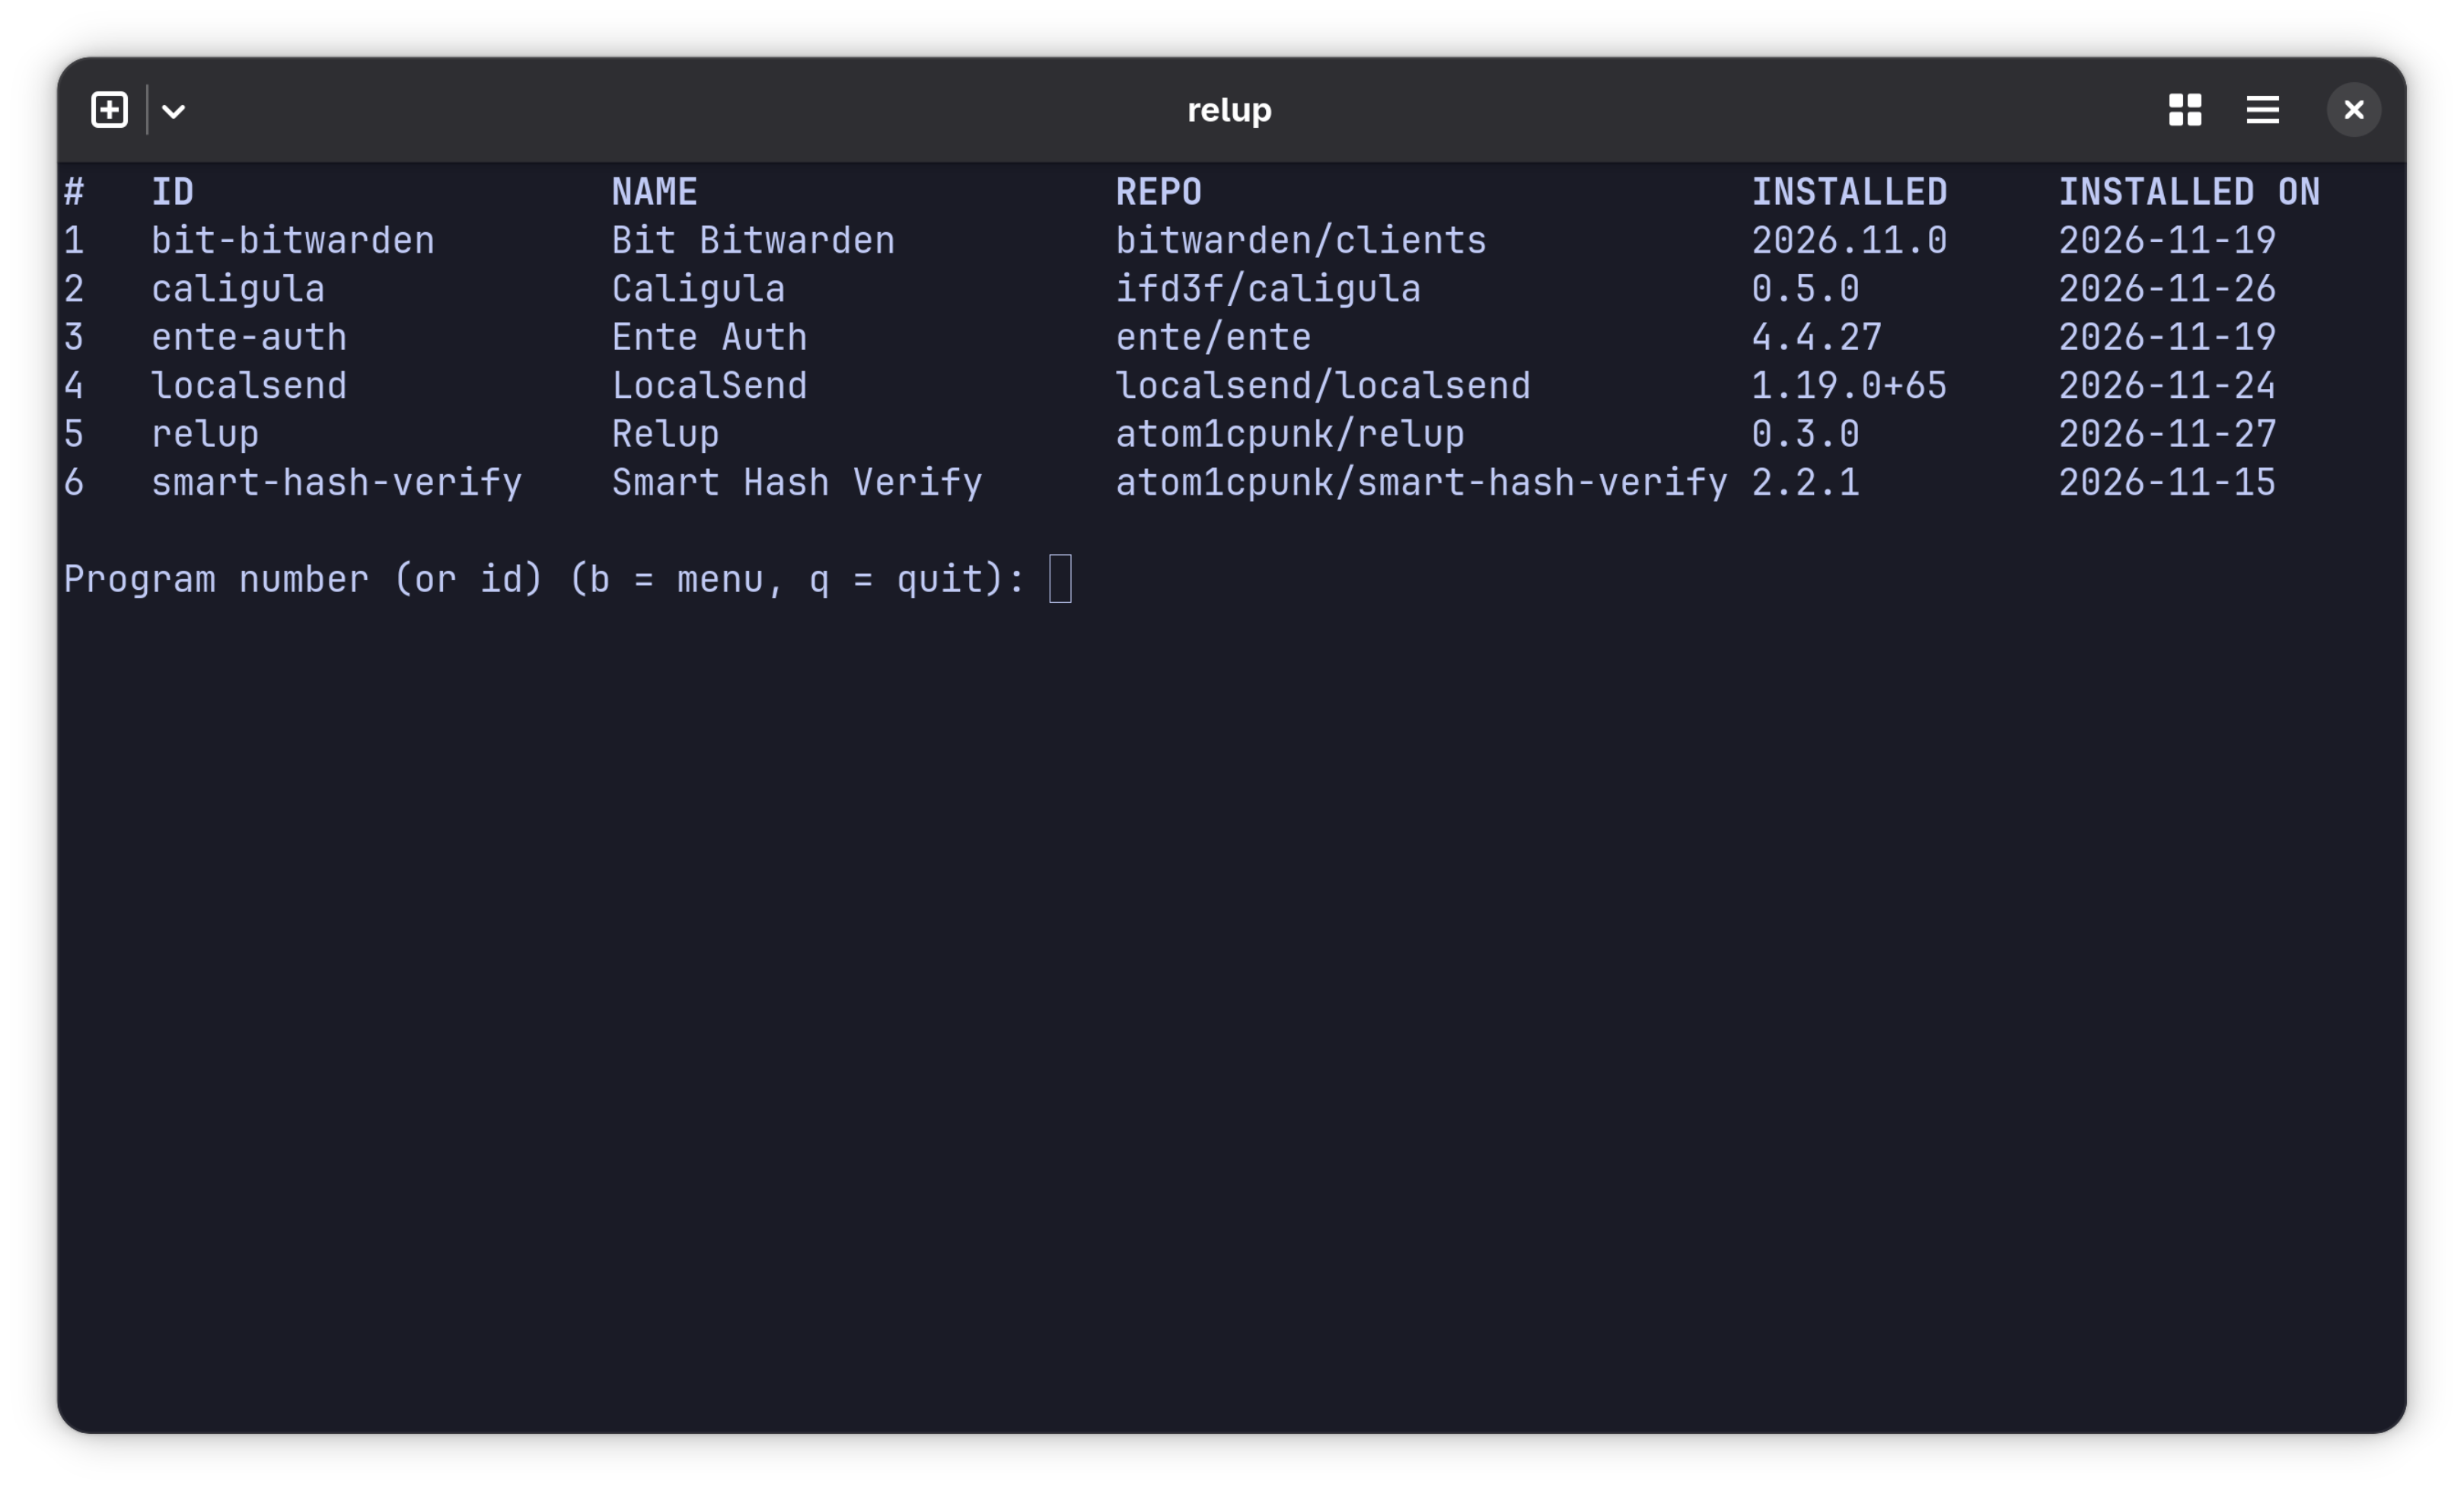 relup
# ID NAME REPO INSTALLED INSTALLED ON
1 bit-bitwarden Bit Bitwarden bitwarden/clients 2026.11.0 2026-11-19
2 caligula Caligula ifd3f/caligula 0.5.0 2026-11-26
3 ente-auth Ente Auth ente/ente 4.4.27 2026-11-19
4 localsend LocalSend localsend/localsend 1.19.0+65 2026-11-24
5 relup Relup atom1cpunk/relup 0.3.0 2026-11-27
6 smart-hash-verify Smart Hash Verify atom1cpunk/smart-hash-verify 2.2.1 2026-11-15
Program number (or id) (b = menu, q = quit):